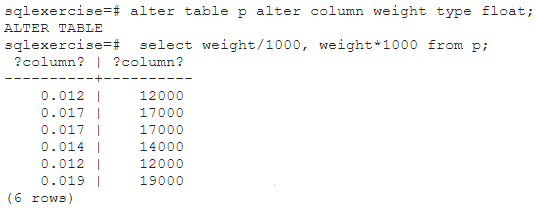 sqlexercise=# alter table p alter column weight type float;
ALTER TABLE
sqlexercise=#  select weight/1000, weight*1000 from p;
 ?column? | ?column?
----------+----------
    0.012 |    12000
    0.017 |    17000
    0.017 |    17000
    0.014 |    14000
    0.012 |    12000
    0.019 |    19000
(6 rows)